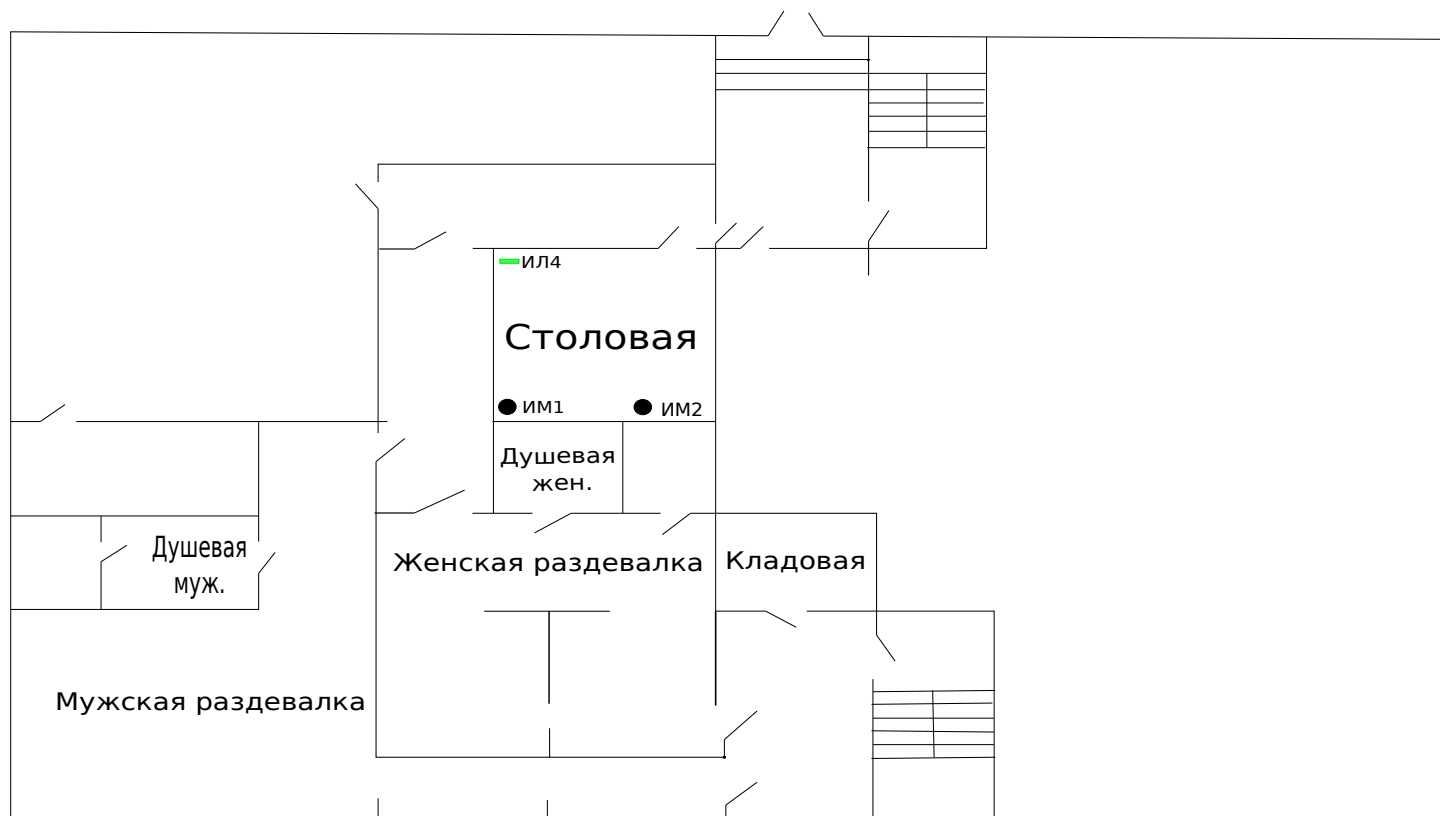 ИЛ4
Столовая
ИМ1
ИМ2
Душевая
жен.
Душевая
муж.
Женская раздевалка
Кладовая
Мужская раздевалка